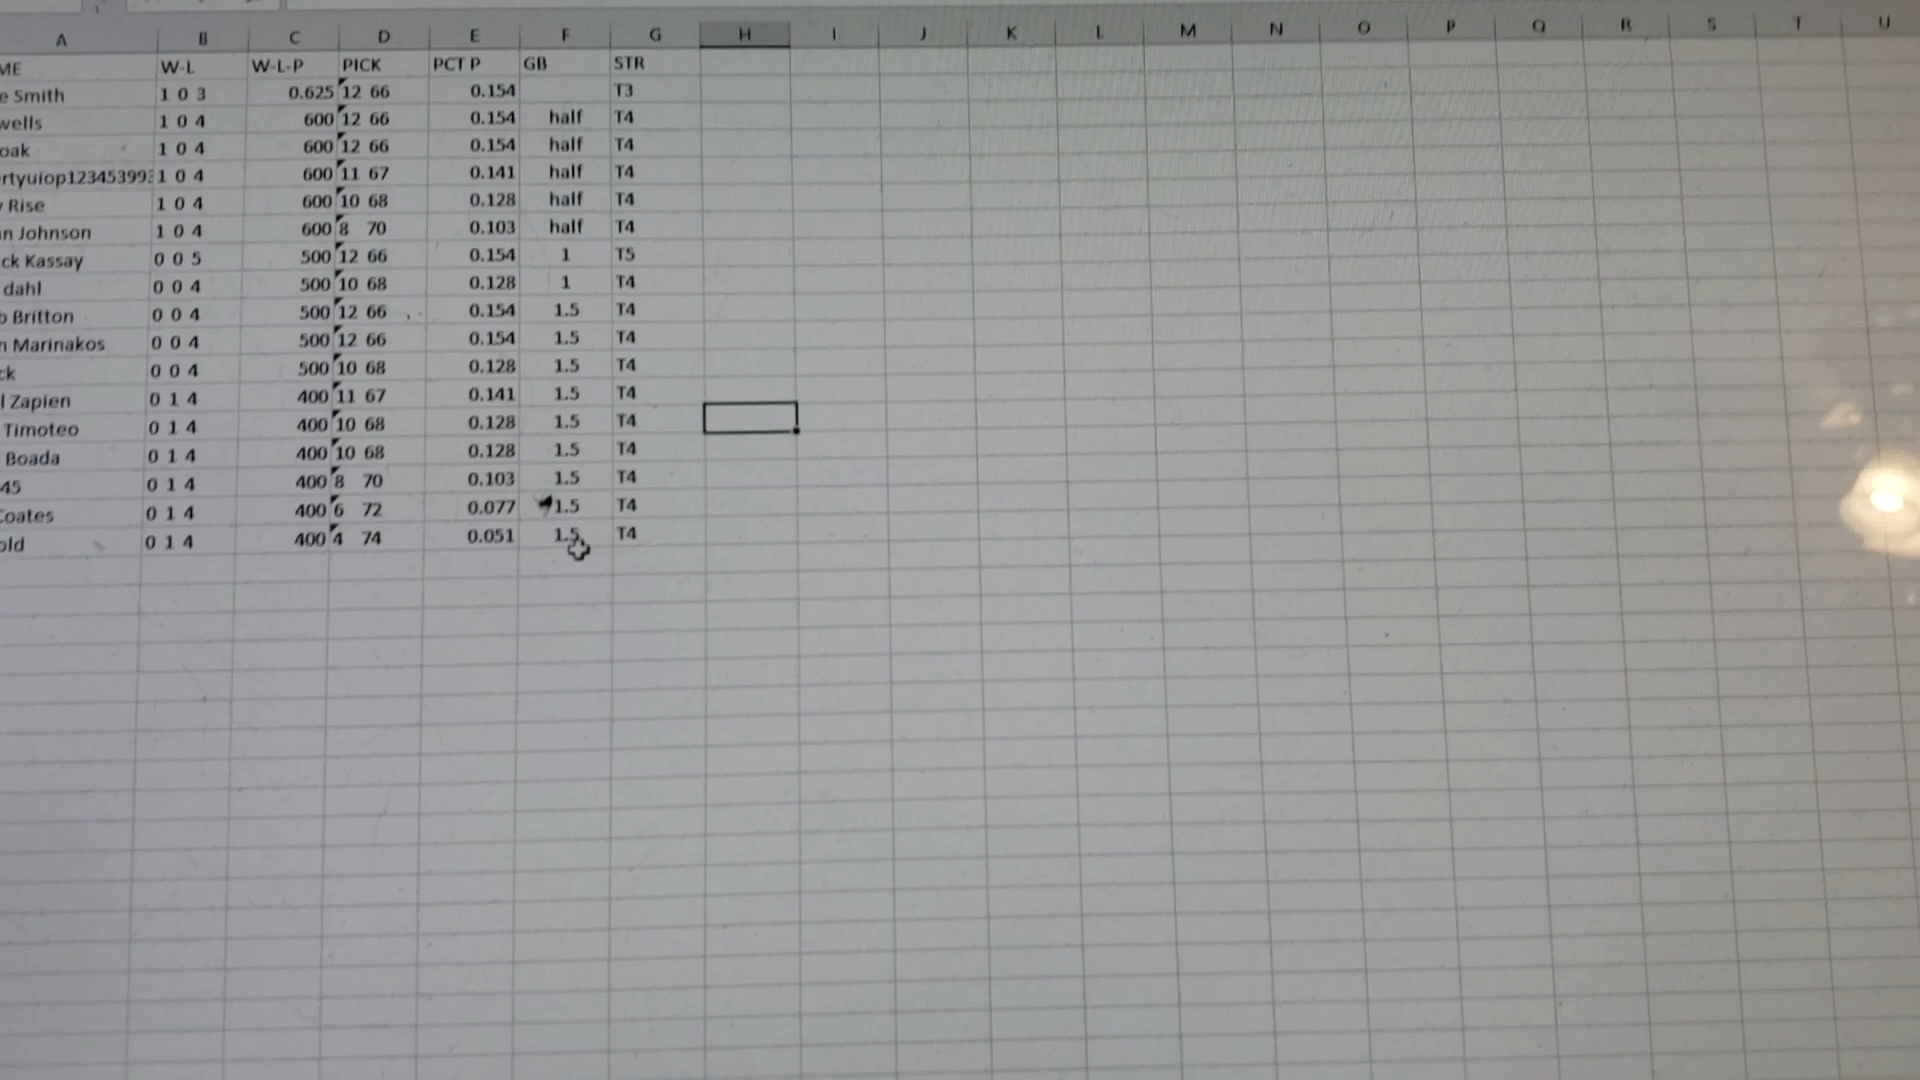 A B C D E F G H I J K L M N O P Q R S T U
ME W-L W-L-P PICK PCT P GB STR
e Smith 1 0 3 0.625 12 66 0.154 T3
wells 1 0 4 600 12 66 0.154 half T4
oak 1 0 4 600 12 66 0.154 half T4
rtyuiop123453993 1 0 4 600 11 67 0.141 half T4
y Rise 1 0 4 600 10 68 0.128 half T4
n Johnson 1 0 4 600 8 70 0.103 half T4
ck Kassay 0 0 5 500 12 66 0.154 1 T5
dahl 0 0 4 500 10 68 0.128 1 T4
b Britton 0 0 4 500 12 66 0.154 1.5 T4
n Marinakos 0 0 4 500 12 66 0.154 1.5 T4
ck 0 0 4 500 10 68 0.128 1.5 T4
l Zapien 0 1 4 400 11 67 0.141 1.5 T4
Timoteo 0 1 4 400 10 68 0.128 1.5 T4
Boada 0 1 4 400 10 68 0.128 1.5 T4
45 0 1 4 400 8 70 0.103 1.5 T4
Coates 0 1 4 400 6 72 0.077 1.5 T4
old 0 1 4 400 4 74 0.051 1.5 T4